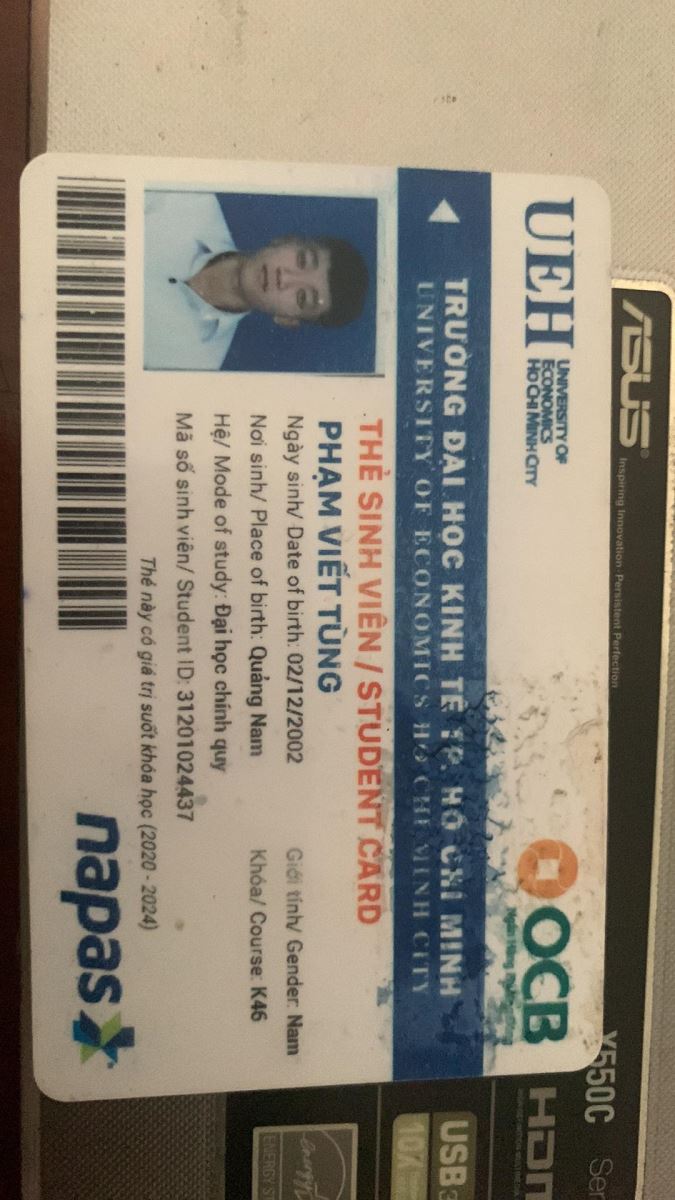 UEH
UNIVERSITY OF
ECONOMICS
HO CHI MINH CITY
OCB
TRƯỜNG ĐẠI HỌC KINH TẾ TP HỒ CHÍ MINH
UNIVERSITY OF ECONOMICS HO CHI MINH CITY
THẺ SINH VIÊN / STUDENT CARD
PHẠM VIẾT TÙNG
Ngày sinh/ Date of birth: 02/12/2002
Giới tính/ Gender: Nam
Nơi sinh/ Place of birth: Quảng Nam
Khóa/ Course: K46
Hệ/ Mode of study: Đại học chính quy
Mã số sinh viên/ Student ID: 31201024437
Thẻ này có giá trị suốt khóa học (2020 - 2024)
napas
ASUS
Inspiring Innovation · Persistent Perfection
Y550C
USB
ENERGY